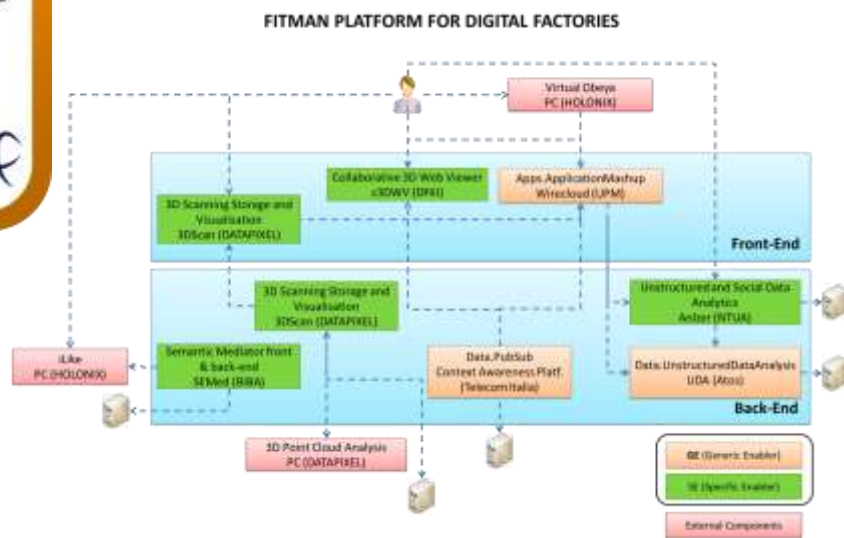 FITMAN PLATFORM FOR DIGITAL FACTORIES
Virtual Obeya
PC (HOLONIX)
Collaborative 3D Web Viewer
c3DWV (DFKI)
Apps.ApplicationMashup
Wirecloud (UPM)
3D Scanning Storage and
Visualisation
3DScan (DATAPIXEL)
Front-End
3D Scanning Storage and
Visualisation
3DScan (DATAPIXEL)
Unstructured and Social Data
Analytics
Anlzer (NTUA)
iLike
PC (HOLONIX)
Semantic Mediator front
& back-end
SEMed (BIBA)
Data.PubSub
Context Awareness Platf.
(Telecom Italia)
Data.UnstructuredDataAnalysis
UDA (Atos)
Back-End
3D Point Cloud Analysis
PC (DATAPIXEL)
GE (Generic Enabler)
SE (Specific Enabler)
External Components